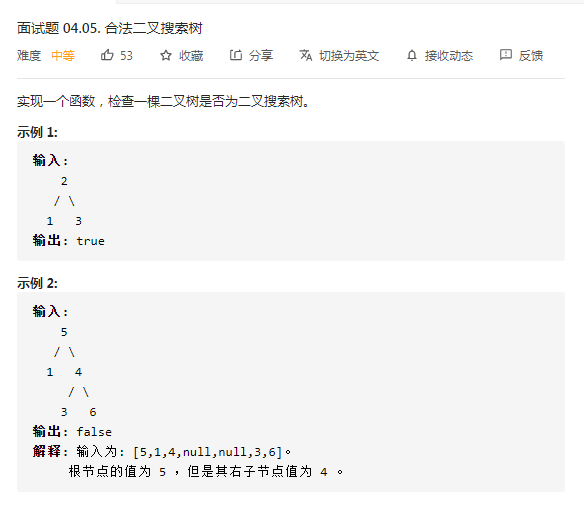 面试题 04.05. 合法二叉搜索树
难度 中等 53 收藏 分享 切换为英文 接收动态 反馈
实现一个函数，检查一棵二叉树是否为二叉搜索树。
示例 1:
输入:
2
/ \
1 3
输出: true
示例 2:
输入:
5
/ \
1 4
/ \
3 6
输出: false
解释: 输入为: [5,1,4,null,null,3,6]。
根节点的值为 5 ，但是其右子节点值为 4 。